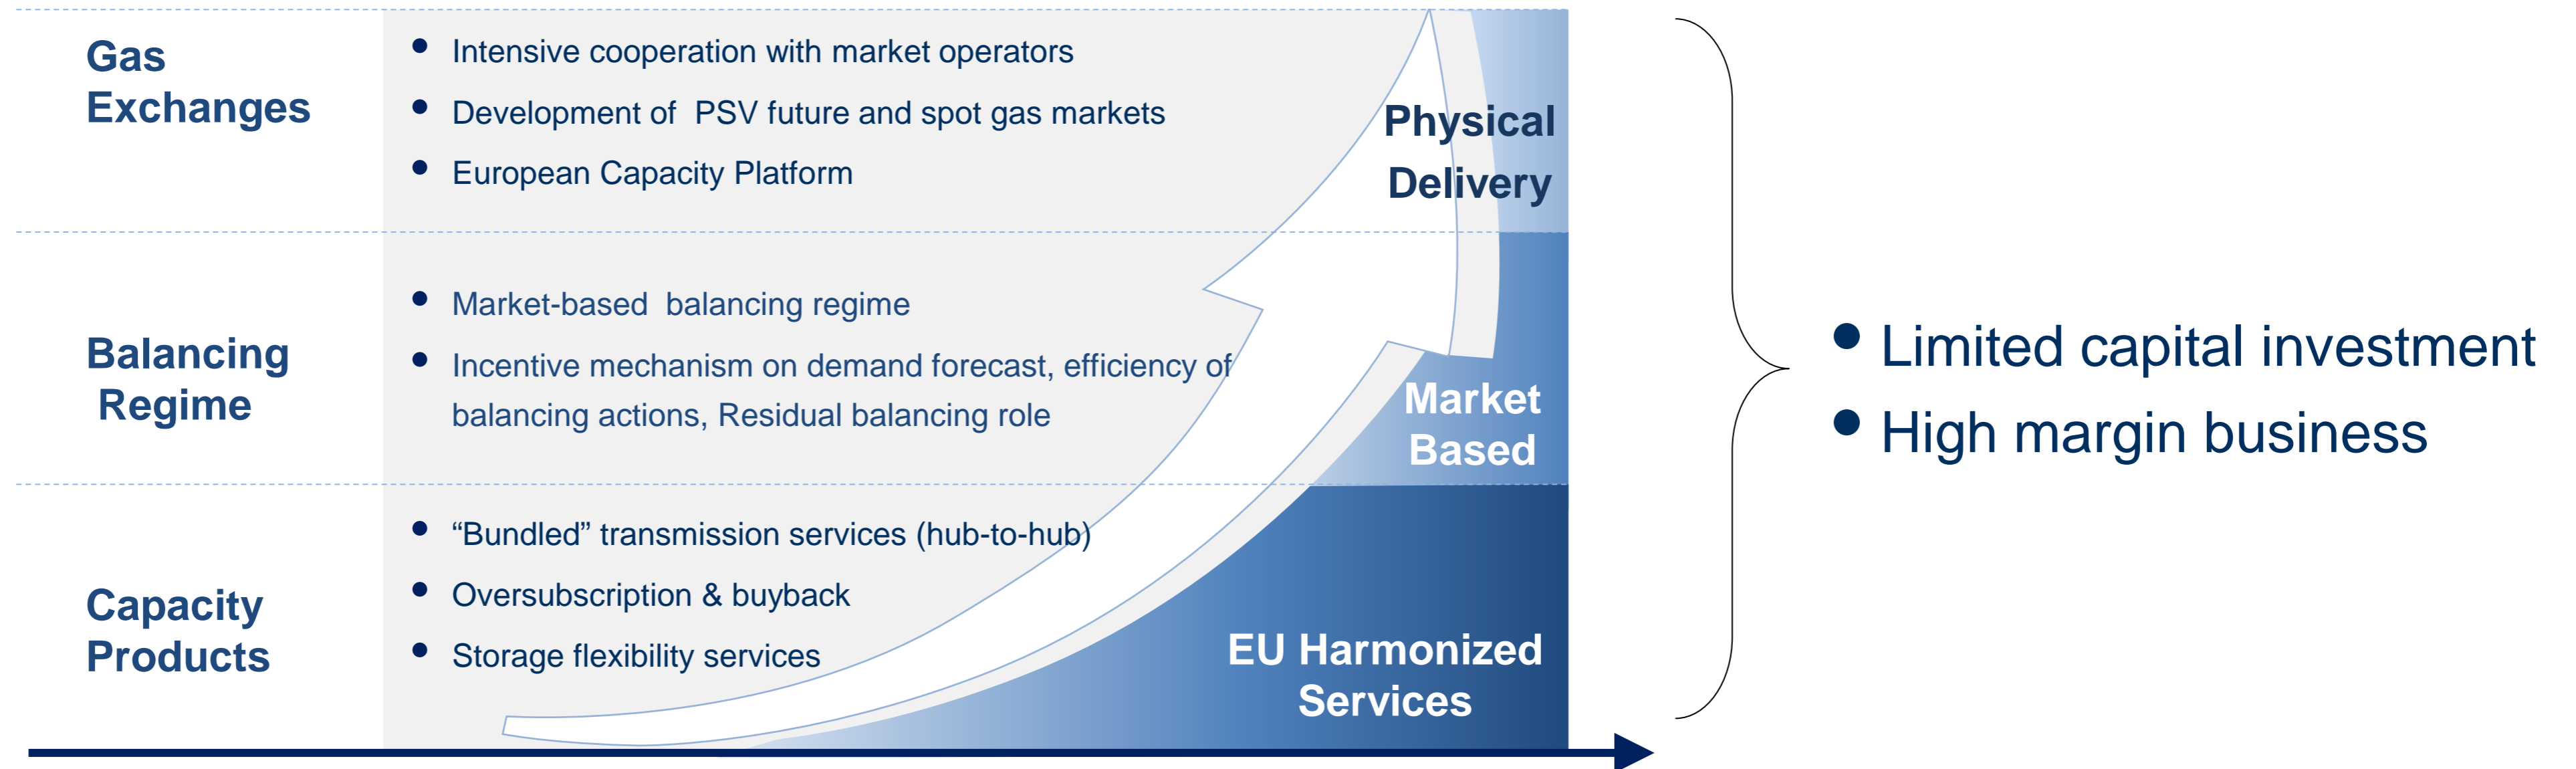 Gas
Exchanges
• Intensive cooperation with market operators
• Development of  PSV future and spot gas markets
• European Capacity Platform
Physical
Delivery
Balancing
Regime
• Market-based  balancing regime
• Incentive mechanism on demand forecast, efficiency of
balancing actions, Residual balancing role
Market
Based
Capacity
Products
• “Bundled” transmission services (hub-to-hub)
• Oversubscription & buyback
• Storage flexibility services
EU Harmonized
Services
• Limited capital investment
• High margin business